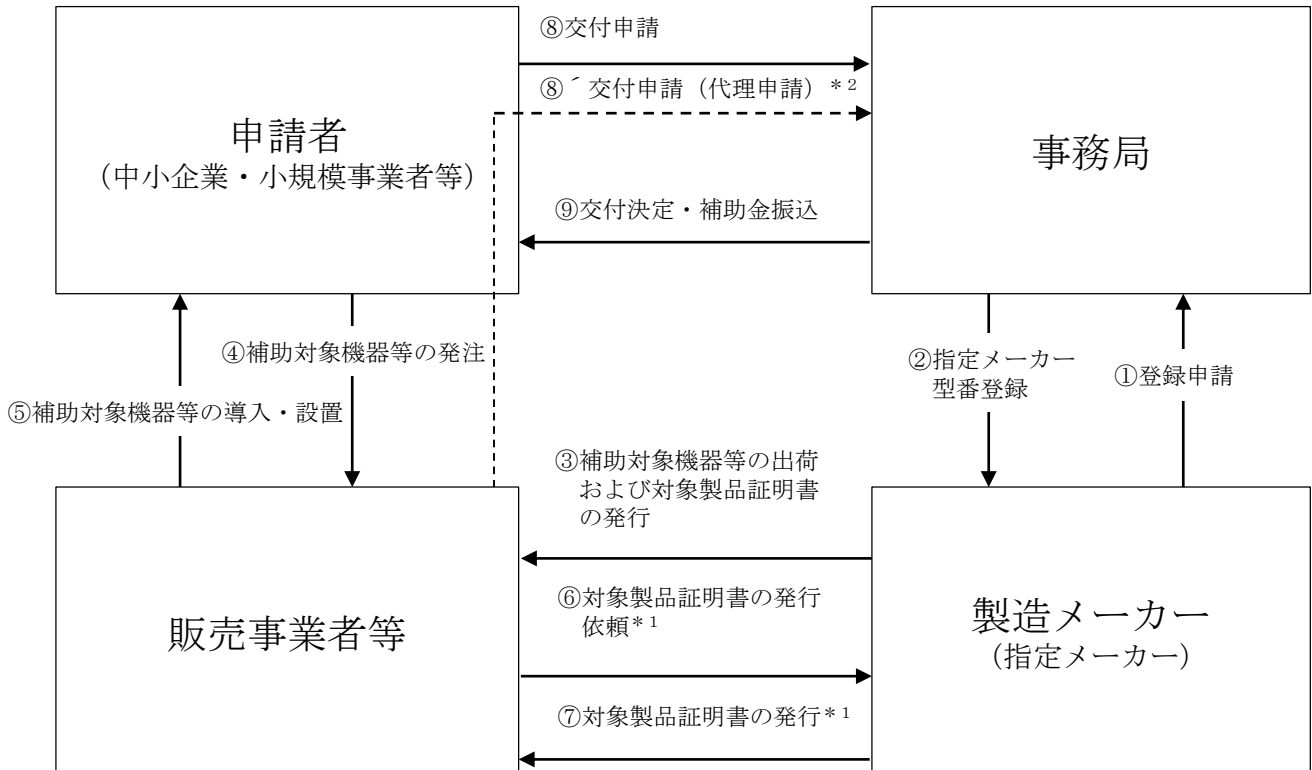 ⑧交付申請
⑧´交付申請（代理申請）＊２
申請者
（中小企業・小規模事業者等）
事務局
⑨交付決定・補助金振込
④補助対象機器等の発注
⑤補助対象機器等の導入・設置
②指定メーカー
型番登録
①登録申請
③補助対象機器等の出荷
および対象製品証明書
の発行
⑥対象製品証明書の発行
依頼＊１
販売事業者等
製造メーカー
（指定メーカー）
⑦対象製品証明書の発行＊１